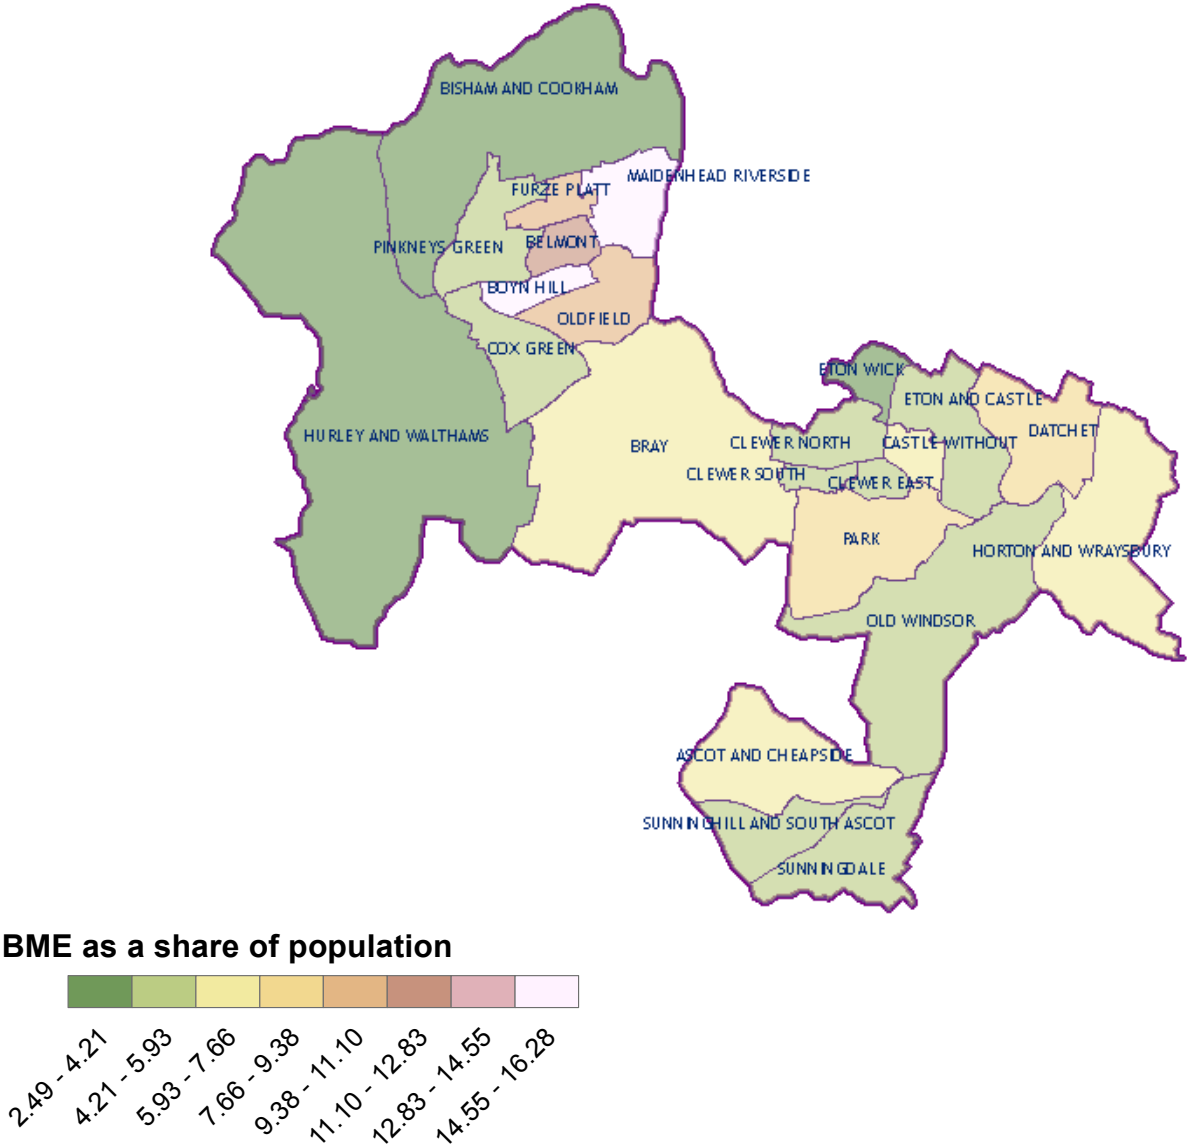 BISHAM AND COOKHAM
MAIDENHEAD RIVERSIDE
FURZE PLATT
BELMONT
PINKNEYS GREEN
BOYN HILL
OLDFIELD
COX GREEN
ETON WICK
ETON AND CASTLE
DATCHET
HURLEY AND WALTHAMS
BRAY
CLEWER NORTH
CASTLE WITHOUT
CLEWER SOUTH
CLEWER EAST
PARK
HORTON AND WRAYSBURY
OLD WINDSOR
ASCOT AND CHEAPSIDE
SUNNINGHILL AND SOUTH ASCOT
SUNNINGDALE
BME as a share of population
2.49 - 4.21
4.21 - 5.93
5.93 - 7.66
7.66 - 9.38
9.38 - 11.10
11.10 - 12.83
12.83 - 14.55
14.55 - 16.28